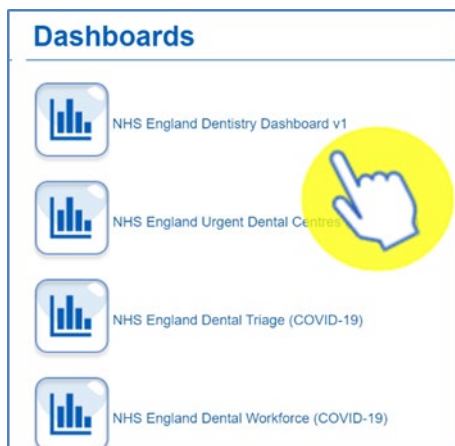 Dashboards
NHS England Dentistry Dashboard v1
NHS England Urgent Dental Centres
NHS England Dental Triage (COVID-19)
NHS England Dental Workforce (COVID-19)